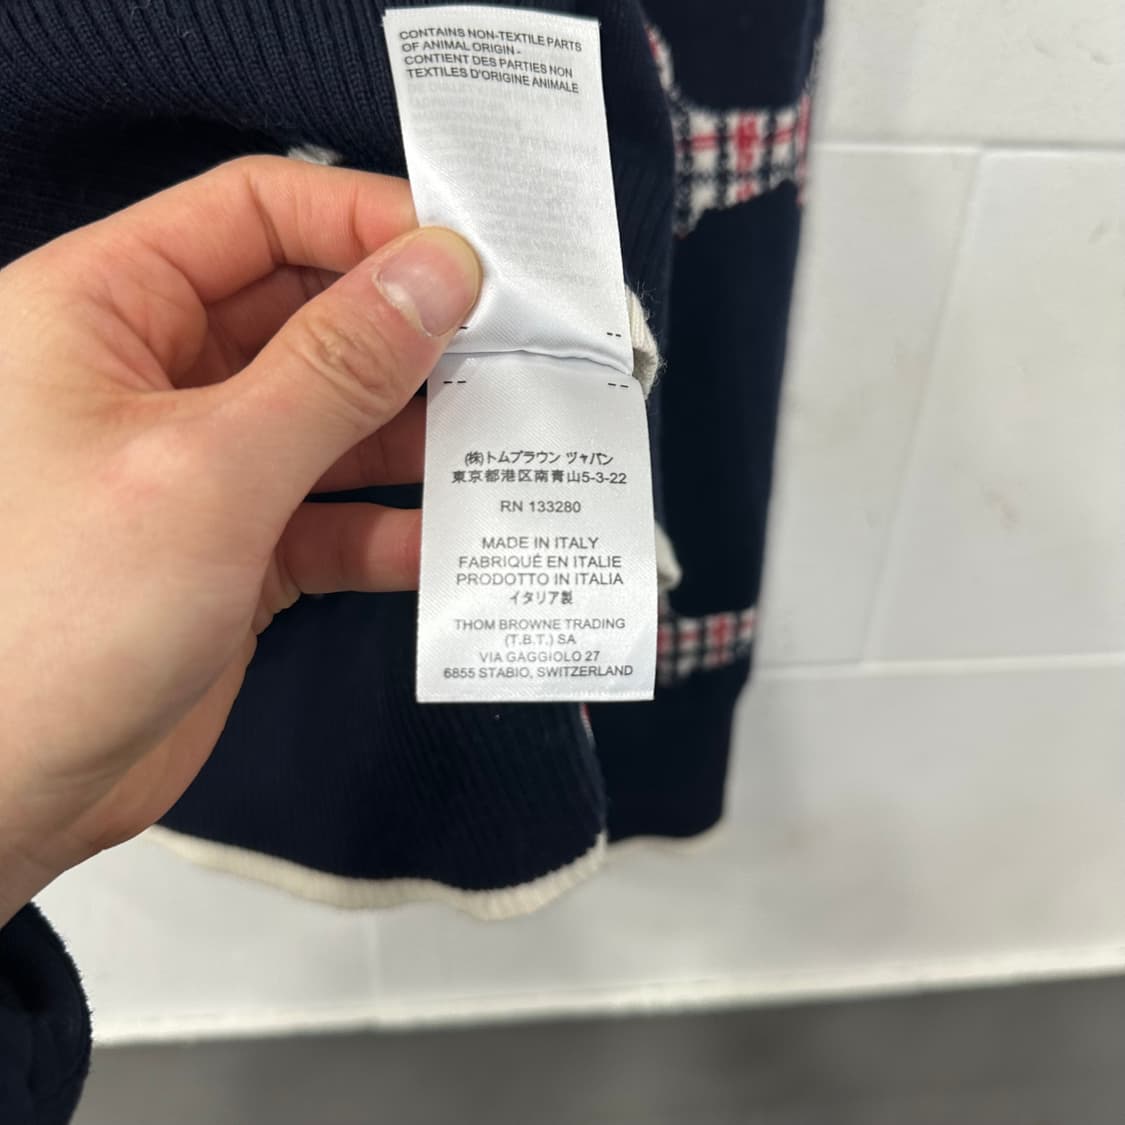 CONTAINS NON-TEXTILE PARTS
OF ANIMAL ORIGIN -
CONTIENT DES PARTIES NON
TEXTILES D'ORIGINE ANIMALE
(株)トムブラウン ヅャパン
東京都港区南青山5-3-22
RN 133280
MADE IN ITALY
FABRIQUÉ EN ITALIE
PRODOTTO IN ITALIA
イタリア製
THOM BROWNE TRADING
(T.B.T.) SA
VIA GAGGIOLO 27
6855 STABIO, SWITZERLAND